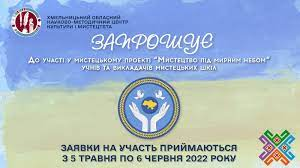 ХМЕЛЬНИЦЬКИЙ ОБЛАСНИЙ
НАУКОВО-МЕТОДИЧНИЙ ЦЕНТР
КУЛЬТУРИ І МИСТЕЦТВА
ЗАПРОШУЄ
ДО УЧАСТІ У МИСТЕЦЬКОМУ ПРОЕКТІ "МИСТЕЦТВО ПІД МИРНИМ НЕБОМ"
УЧНІВ ТА ВИКЛАДАЧІВ МИСТЕЦЬКИХ ШКІЛ
ЗАЯВКИ НА УЧАСТЬ ПРИЙМАЮТЬСЯ
З 5 ТРАВНЯ ПО 6 ЧЕРВНЯ 2022 РОКУ